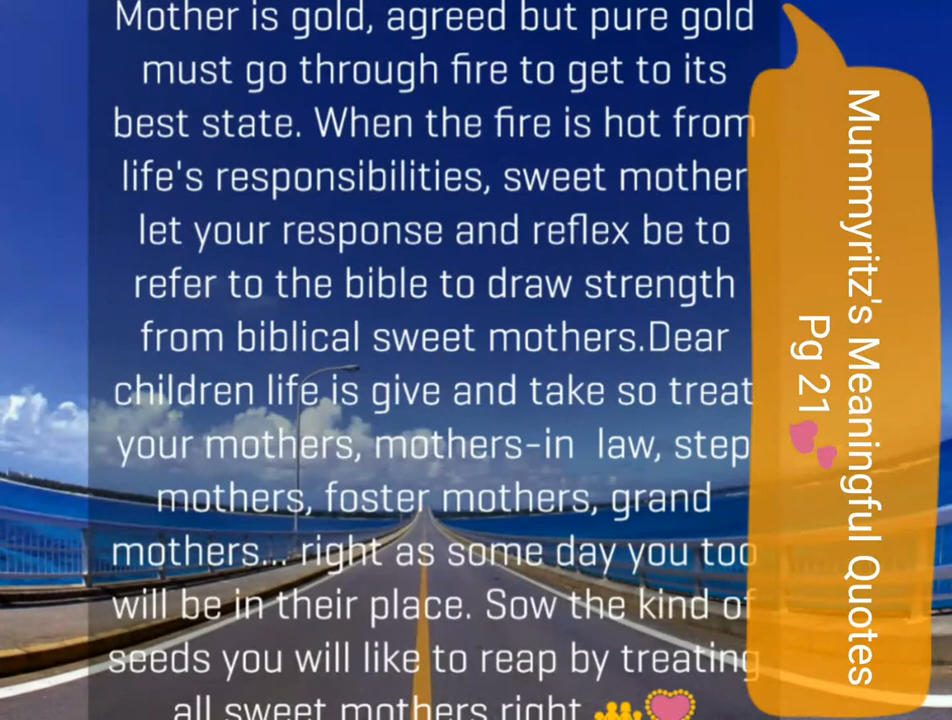 Mother is gold, agreed but pure gold
must go through fire to get to its
best state. When the fire is hot from
life's responsibilities, sweet mother
let your response and reflex be to
refer to the bible to draw strength
from biblical sweet mothers.Dear
children life is give and take so treat
your mothers, mothers-in  law, step
mothers, foster mothers, grand
mothers... right as some day you too
will be in their place. Sow the kind of
seeds you will like to reap by treating
all sweet mothers right
Mummyritz's Meaningful Quotes
Pg 21